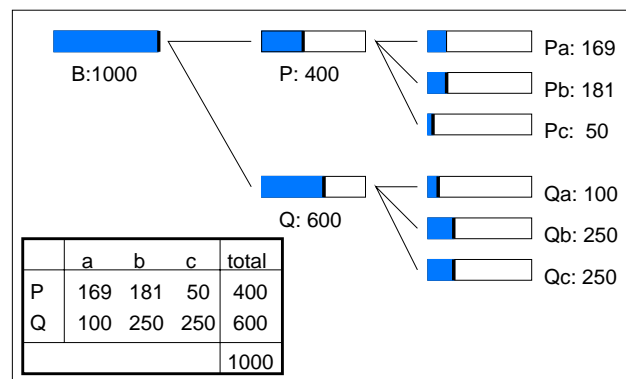 B:1000
P: 400
Pa: 169
Pb: 181
Pc: 50
Q: 600
Qa: 100
Qb: 250
Qc: 250
a b c total
P 169 181 50 400
Q 100 250 250 600
1000